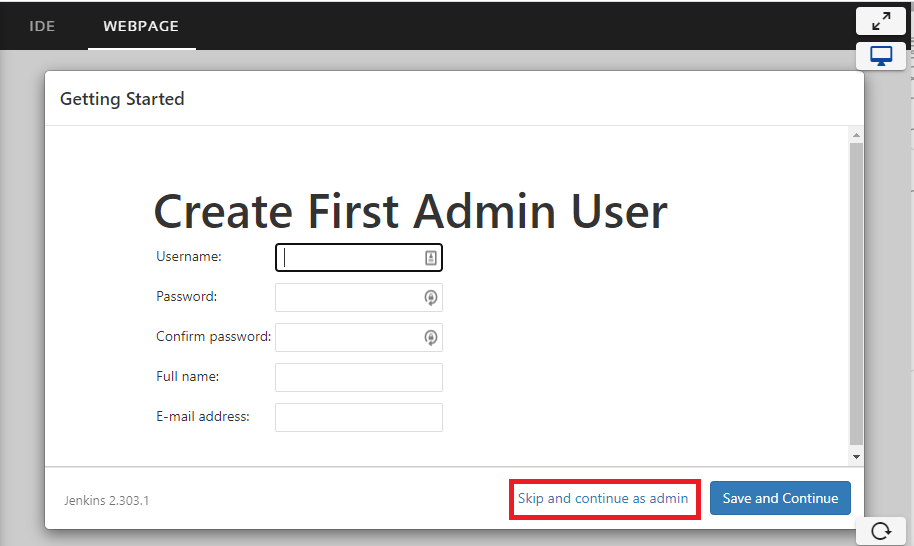 IDE WEBPAGE
Getting Started
Create First Admin User
Username:
Password:
Confirm password:
Full name:
E-mail address:
Jenkins 2.303.1 Skip and continue as admin Save and Continue